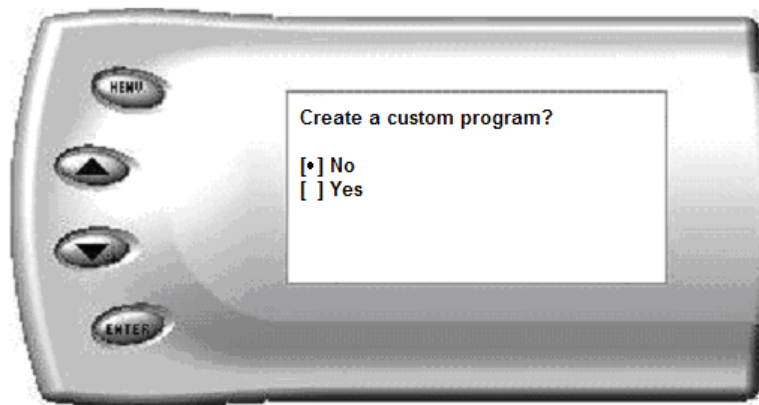 MENU
Create a custom program?
[•] No
[ ] Yes
ENTER